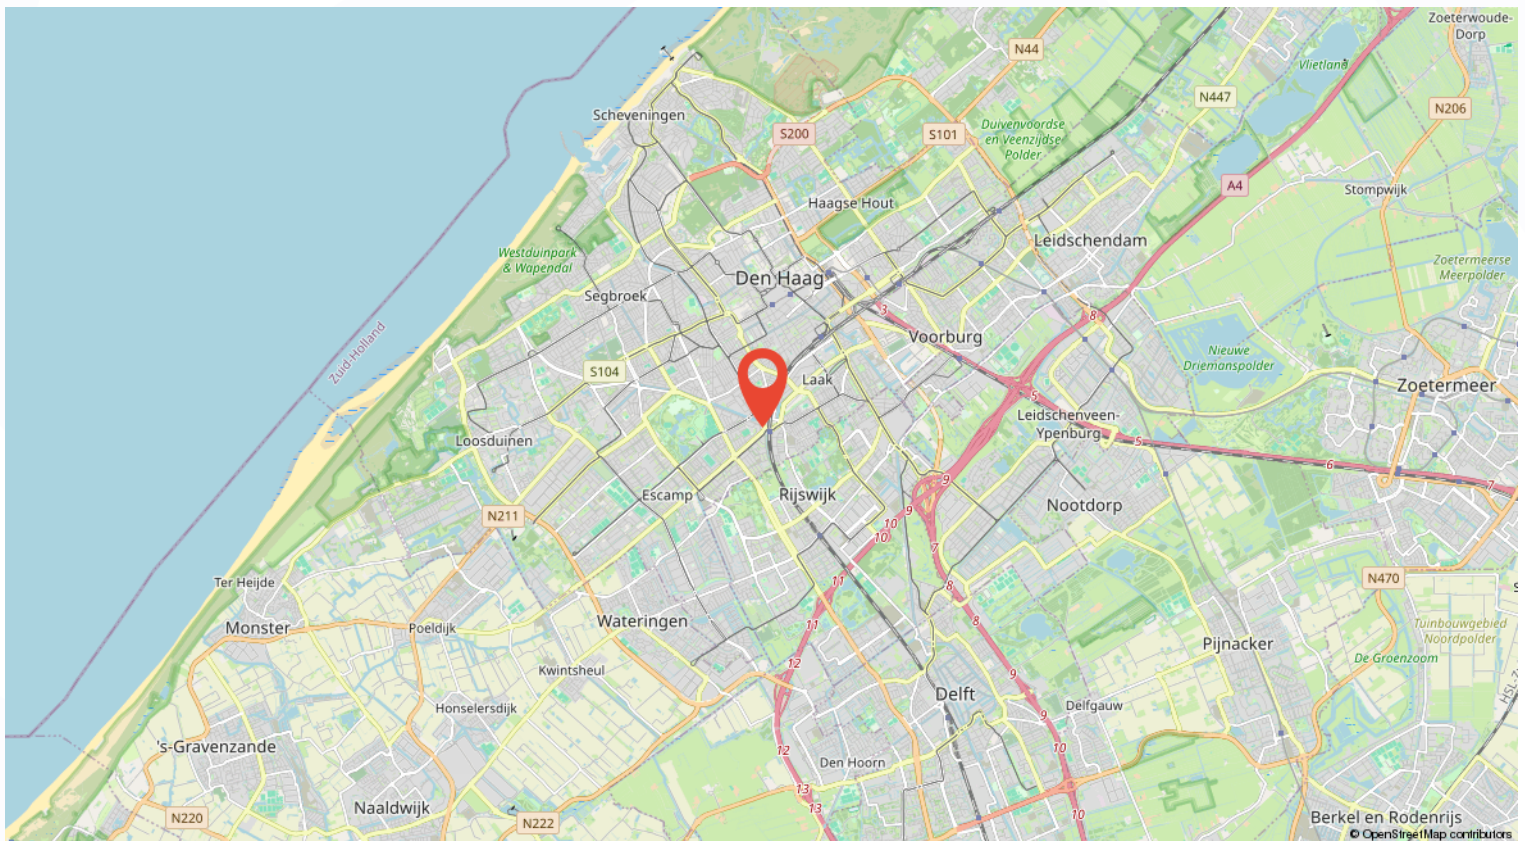 Zoeterwoude-
Dorp
N44
Vlietland
N447
N206
Scheveningen
S200
S101
Duivenvoordse
en Veenzijdse
Polder
A4
Stompwijk
Haagse Hout
Leidschendam
Westduinpark
& Wapendal
Zoetermeerse
Meerpolder
Den Haag
Segbroek
3
8
Zuid-Holland
Voorburg
Nieuwe
Driemanspolder
S104
Laak
Zoetermeer
5
Leidschenveen-
Ypenburg
Loosduinen
5
6
7
9
Escamp
Rijswijk
Nootdorp
9
N211
10
10
7
Ter Heijde
11
8
N470
Monster
Poeldijk
Wateringen
11
8
Tuinbouwgebied
Noordpolder
Pijnacker
De Groenzoom
12
Kwintsheul
9
HSL-Z
Delft
Honselersdijk
Delfgauw
9
's-Gravenzande
12
10
Den Hoorn
13
Naaldwijk
13
N220
N222
10
Berkel en Rodenrijs
© OpenStreetMap contributors